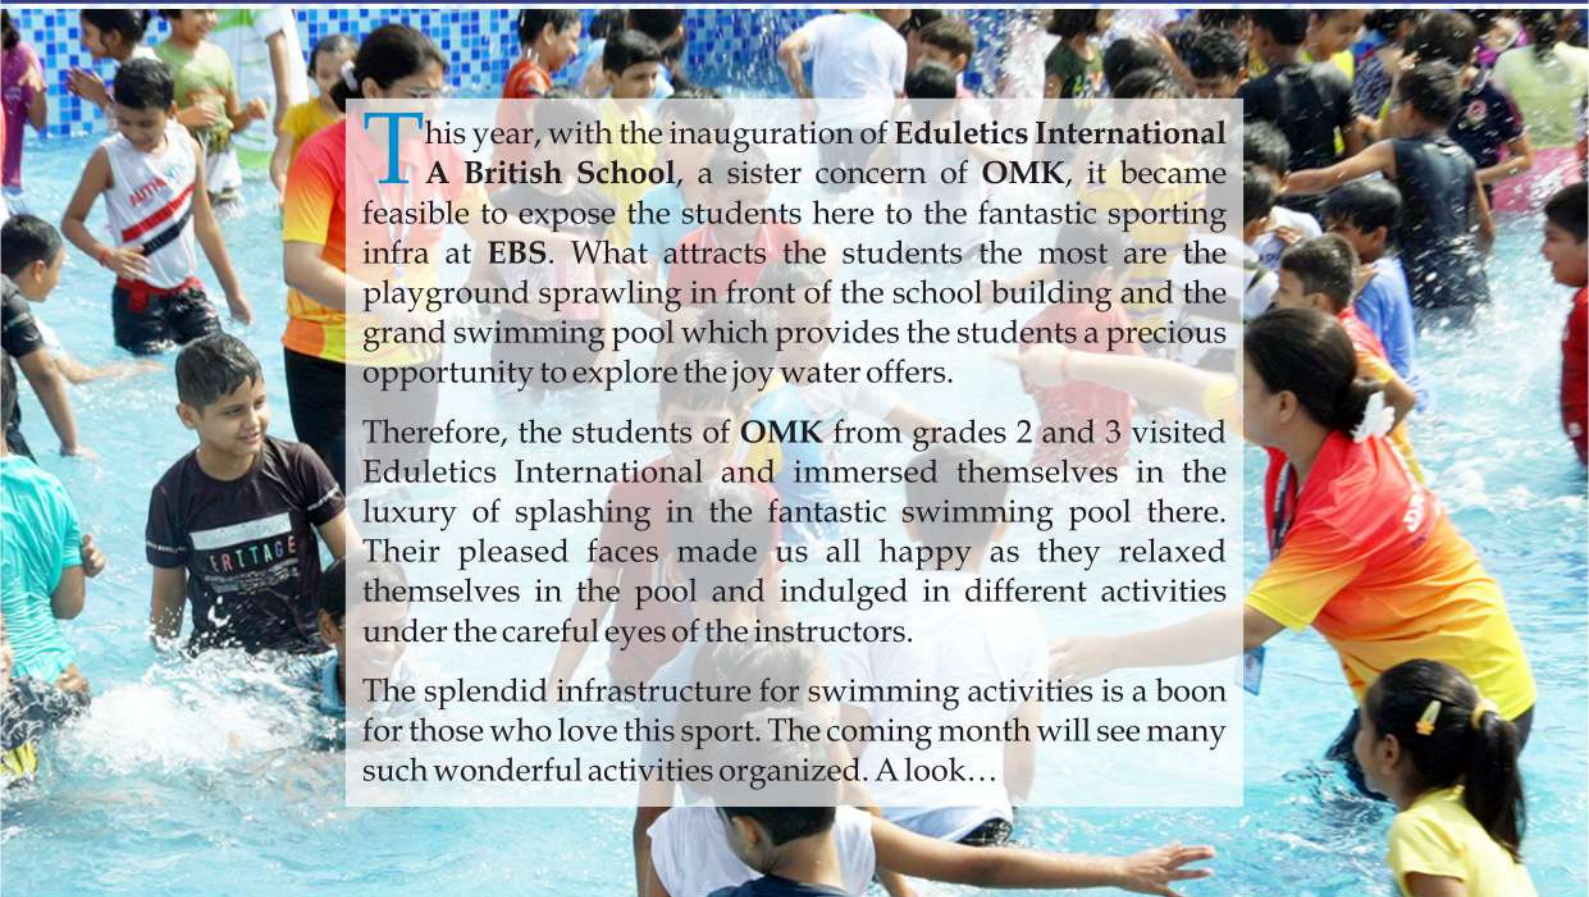 This year, with the inauguration of Eduletics International
A British School, a sister concern of OMK, it became
feasible to expose the students here to the fantastic sporting
infra at EBS. What attracts the students the most are the
playground sprawling in front of the school building and the
grand swimming pool which provides the students a precious
opportunity to explore the joy water offers.
Therefore, the students of OMK from grades 2 and 3 visited
Eduletics International and immersed themselves in the
luxury of splashing in the fantastic swimming pool there.
Their pleased faces made us all happy as they relaxed
themselves in the pool and indulged in different activities
under the careful eyes of the instructors.
The splendid infrastructure for swimming activities is a boon
for those who love this sport. The coming month will see many
such wonderful activities organized. A look...